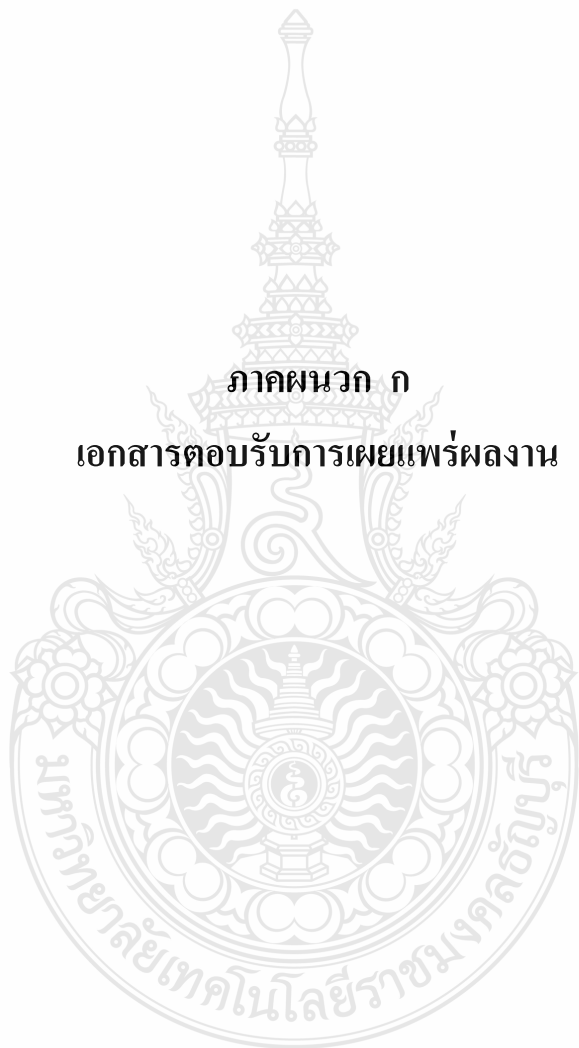 ภาคผนวก ก
เอกสารตอบรับการเผยแพร่ผลงาน
มหาวิทยาลัยเทคโนโลยีราชมงคลธัญบุรี